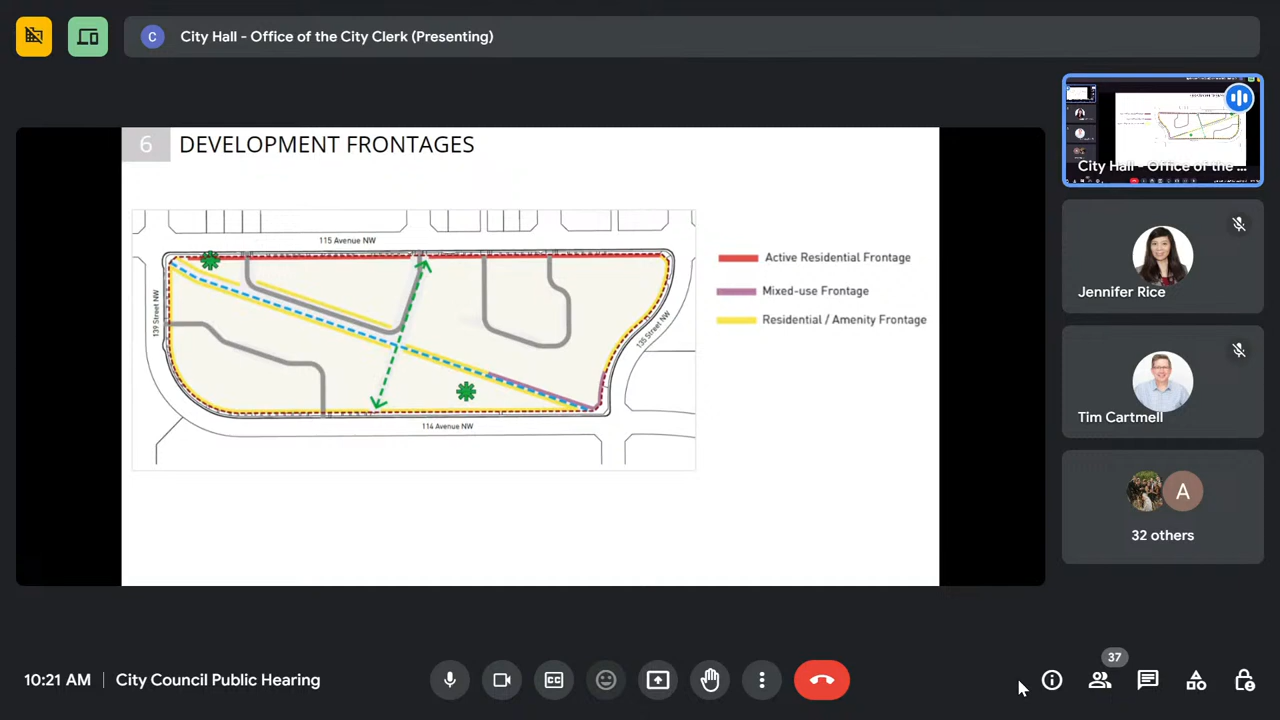 C City Hall - Office of the City Clerk (Presenting)
6 DEVELOPMENT FRONTAGES
115 Avenue NW
139 Street NW
135 Street NW
114 Avenue NW
Active Residential Frontage
Mixed-use Frontage
Residential / Amenity Frontage
City Hall - Office of the ...
Jennifer Rice
Tim Cartmell
A
32 others
10:21 AM | City Council Public Hearing
CC
37